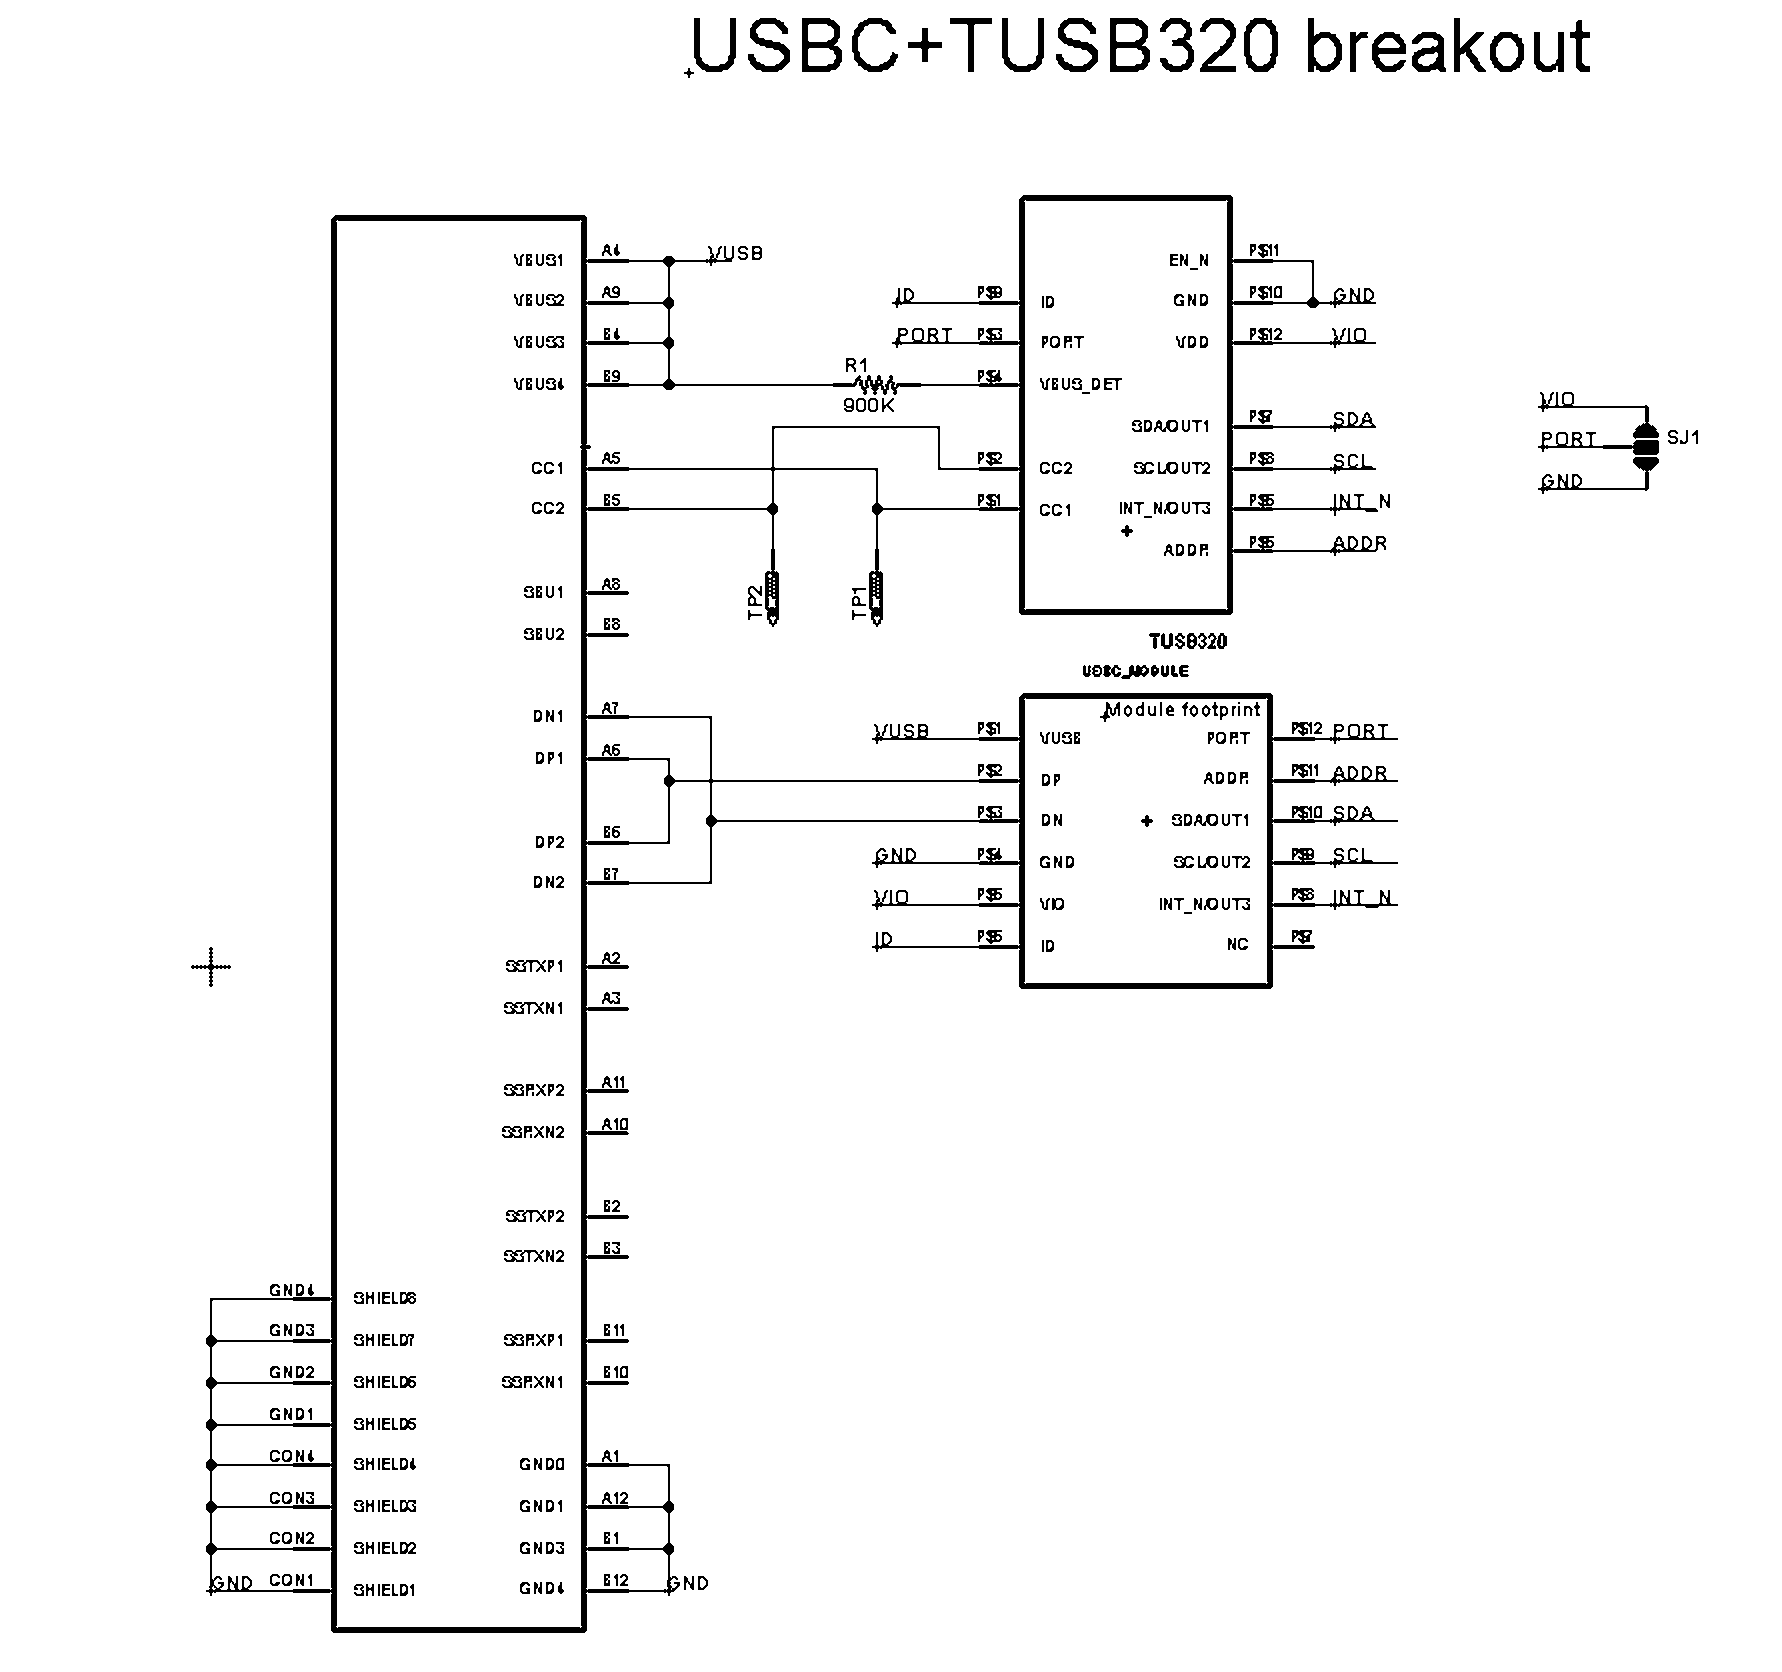 USBC+TUSB320 breakout
VBUS1 A4 VUSB
VBUS2 A9
VBUS3 B4
VBUS4 B9
CC1 A5
CC2 B5
SBU1 A8
SBU2 B8
DN1 A7
DP1 A6
DP2 B6
DN2 B7
SSTXP1 A2
SSTXN1 A3
SSRXP2 A11
SSRXN2 A10
SSTXP2 B2
SSTXN2 B3
GND4 SHIELD8
GND3 SHIELD7 SSRXP1 B11
GND2 SHIELD6 SSRXN1 B10
GND1 SHIELD5
CON4 SHIELD4 GND0 A1
CON3 SHIELD3 GND1 A12
CON2 SHIELD2 GND3 B1
GND CON1 SHIELD1 GND4 B12 GND
R1
900K
TP2
TP1
EN_N P$11
ID P$9 ID GND P$10 GND
PORT P$3 PORT VDD P$12 VIO
P$4 VBUS_DET
SDA/OUT1 P$7 SDA
P$2 CC2 SCL/OUT2 P$8 SCL
P$1 CC1 INT_N/OUT3 P$6 INT_N
ADDR P$5 ADDR
TUSB320
USBC_MODULE
Module footprint
VUSB P$1 VUSB PORT P$12 PORT
P$2 DP ADDR P$11 ADDR
P$3 DN SDA/OUT1 P$10 SDA
GND P$4 GND SCL/OUT2 P$9 SCL
VIO P$5 VIO INT_N/OUT3 P$8 INT_N
ID P$6 ID NC P$7
VIO
PORT SJ1
GND